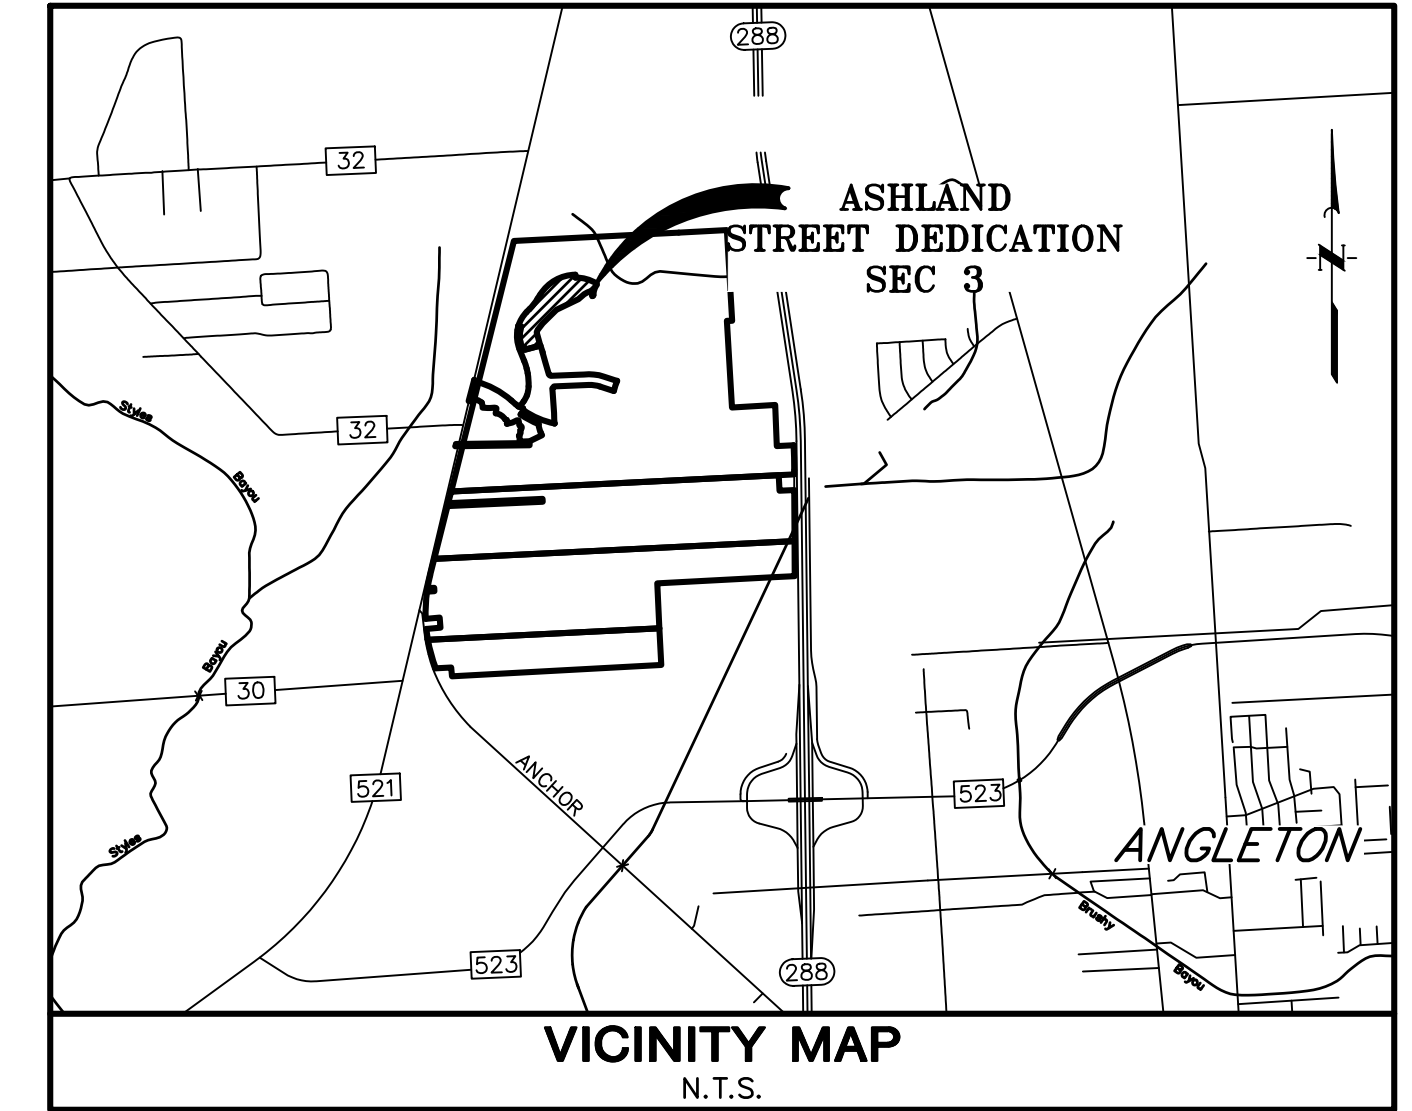 288
32
ASHLAND
STREET DEDICATION
SEC 3
N
Styles
32
Bayou
Bayou
30
ANCHOR
521
523
Styles
ANGLETON
Brushy
523
288
Bayou
VICINITY MAP
N.T.S.